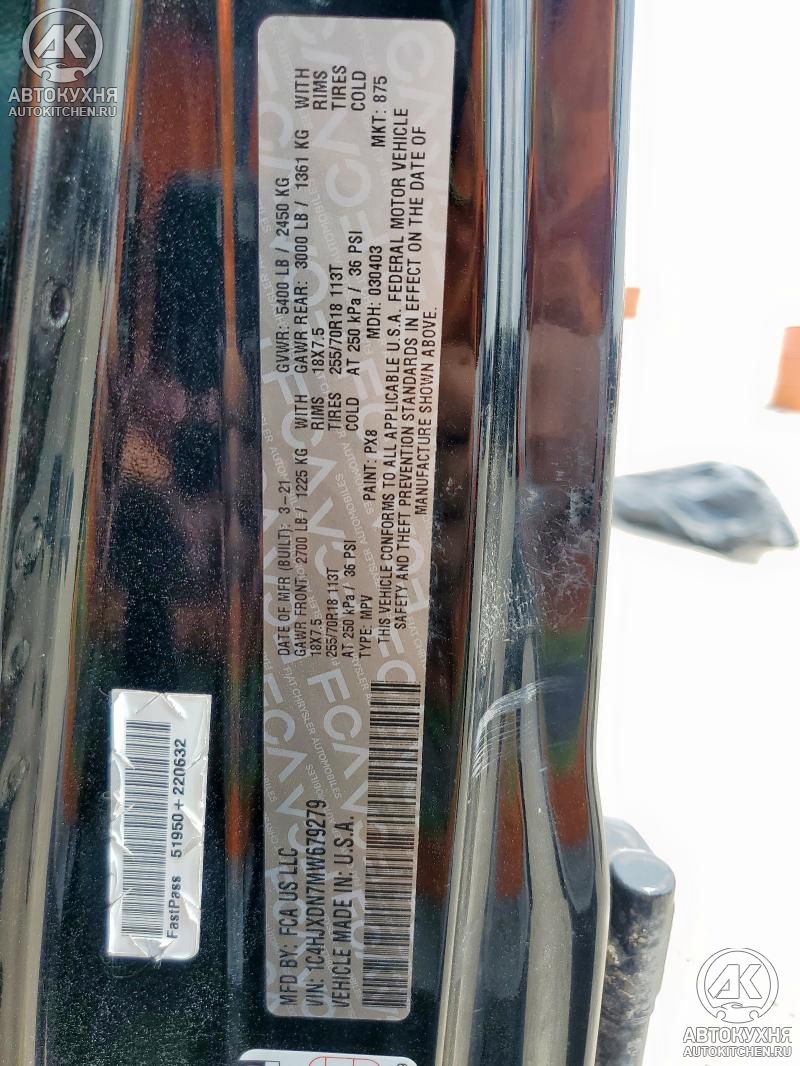 АВТОКУХНЯ
AUTOKITCHEN.RU
MFD BY: FCA US LLC
DATE OF MFR (BUILT): 3-21
GVWR: 5400 LB / 2450 KG
VIN: 1C4HJXDN7MW679279
GAWR FRONT: 2700 LB / 1225 KG WITH
GAWR REAR: 3000 LB / 1361 KG WITH
VEHICLE MADE IN: U.S.A.
18X7.5 RIMS
18X7.5 RIMS
255/70R18 113T TIRES
255/70R18 113T TIRES
AT 250 kPa / 36 PSI COLD
AT 250 kPa / 36 PSI COLD
TYPE: MPV PAINT: PX8 MDH: 030403 MKT: 875
THIS VEHICLE CONFORMS TO ALL APPLICABLE U.S.A. FEDERAL MOTOR VEHICLE
SAFETY AND THEFT PREVENTION STANDARDS IN EFFECT ON THE DATE OF
MANUFACTURE SHOWN ABOVE.
FastPass 51950+220632
АВТОКУХНЯ
AUTOKITCHEN.RU